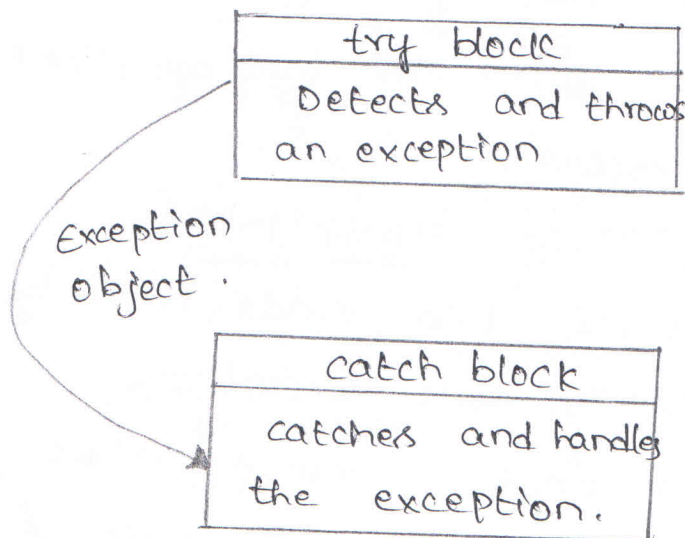 try block
Detects and throws
an exception
Exception
object.
catch block
catches and handles
the exception.